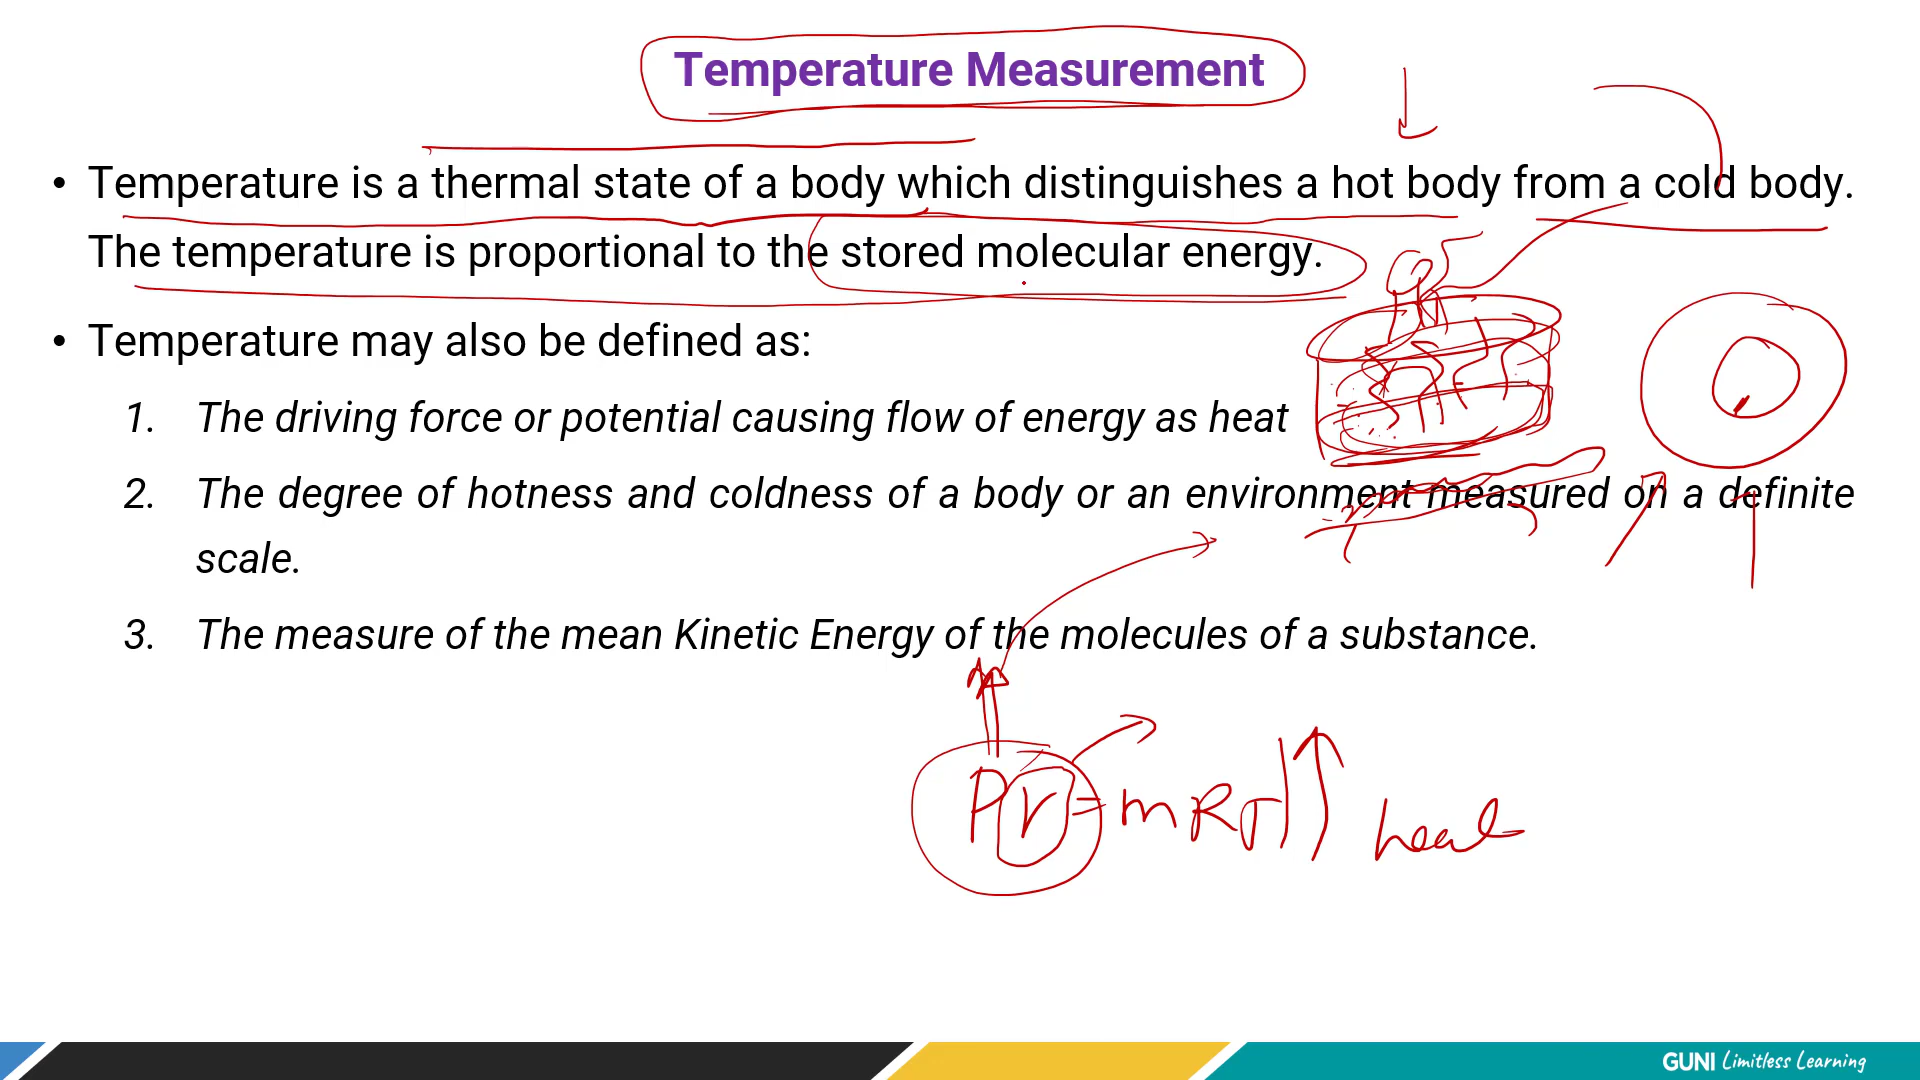 Temperature Measurement
• Temperature is a thermal state of a body which distinguishes a hot body from a cold body.
The temperature is proportional to the stored molecular energy.
• Temperature may also be defined as:
1. The driving force or potential causing flow of energy as heat
2. The degree of hotness and coldness of a body or an environment measured on a definite
scale.
3. The measure of the mean Kinetic Energy of the molecules of a substance.
PV = mRT heat
GUNI Limitless Learning